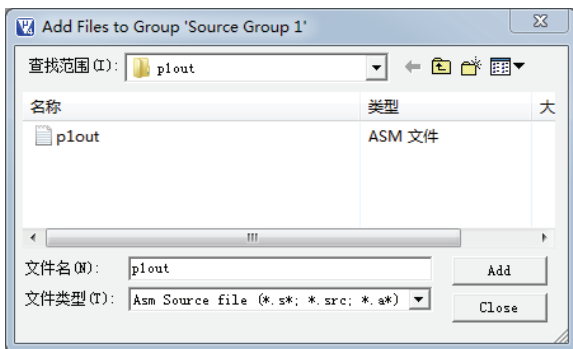 Add Files to Group 'Source Group 1'
查找范围(I): p1out
名称 类型 大
p1out ASM 文件
文件名(N): p1out Add
文件类型(T): Asm Source file (*.s*; *.src; *.a*) Close